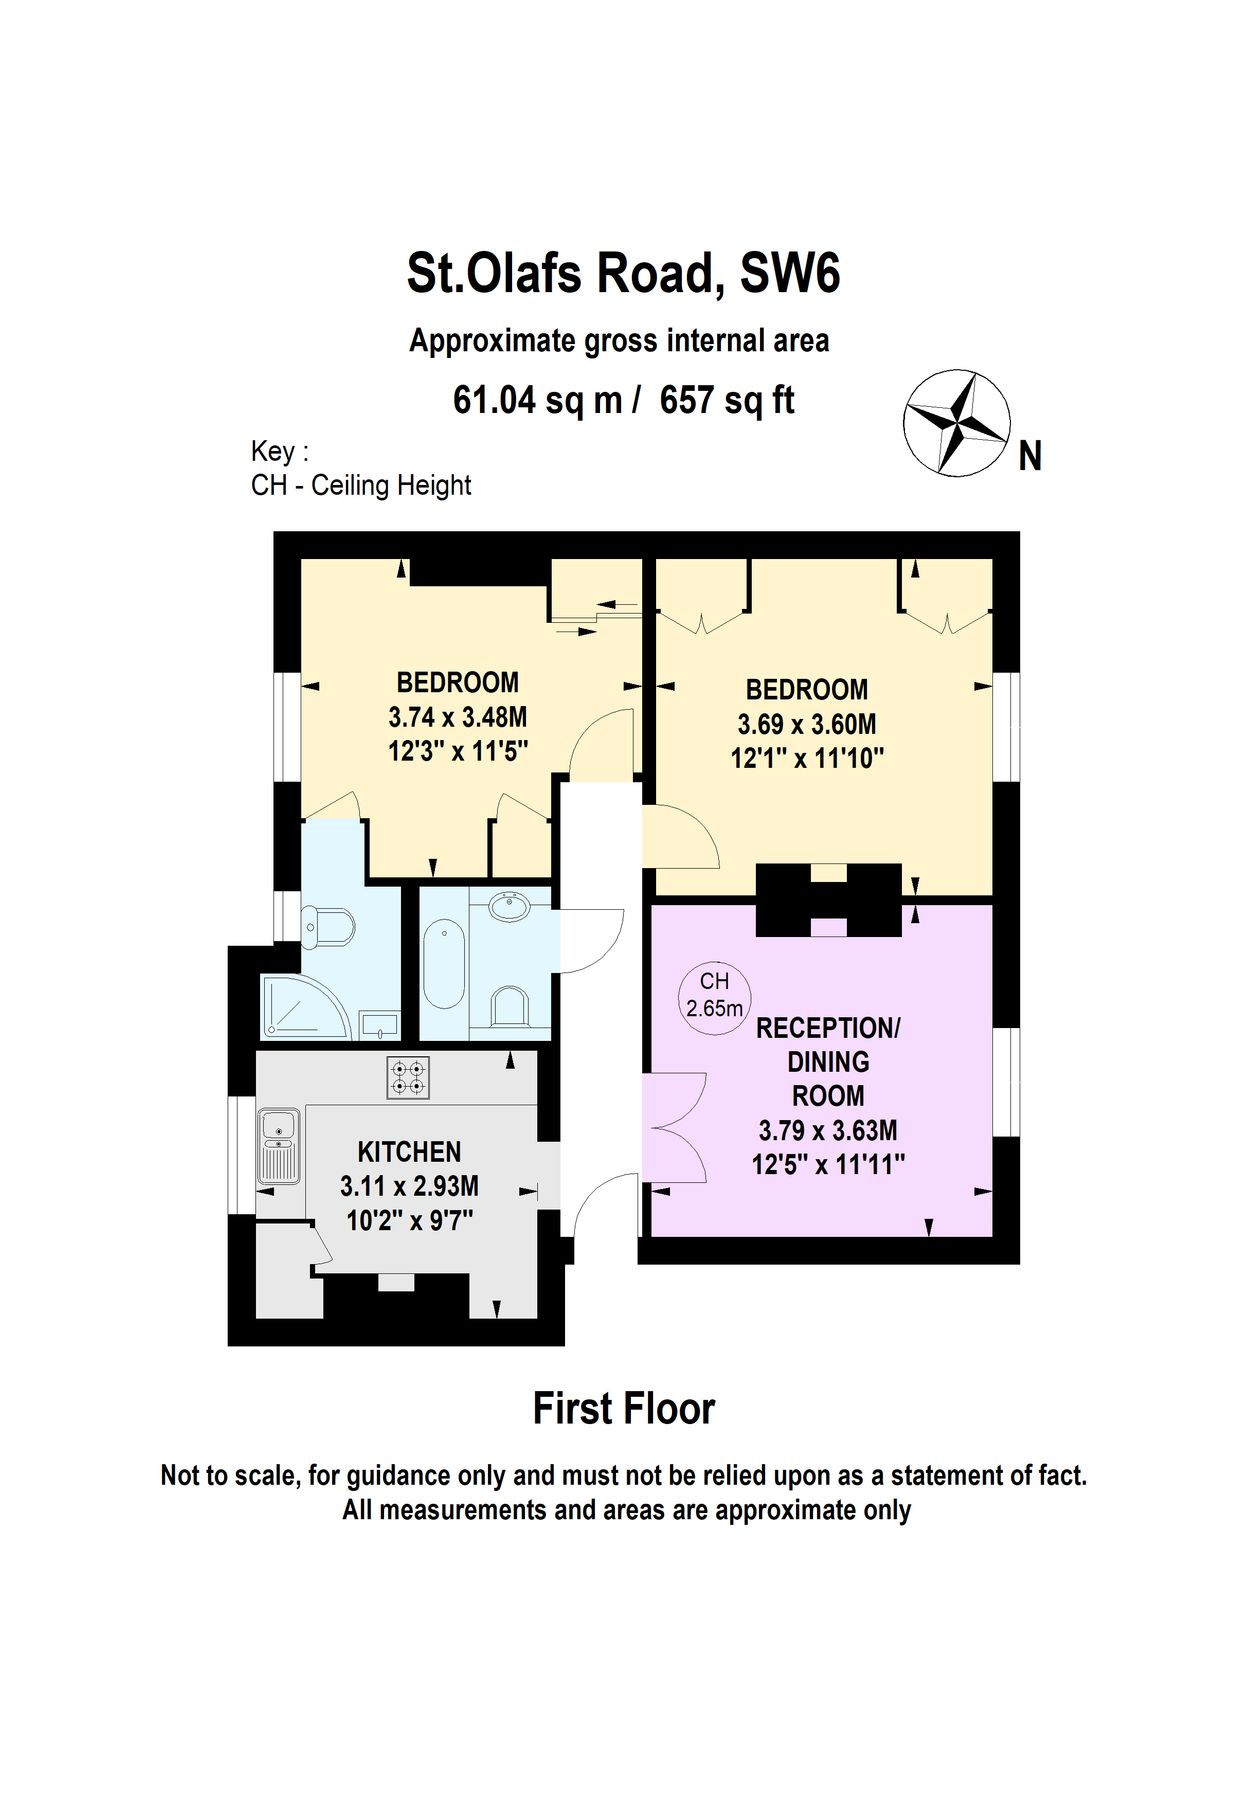 St.Olafs Road, SW6
Approximate gross internal area
61.04 sq m / 657 sq ft
Key :
CH - Ceiling Height
N
BEDROOM
3.74 x 3.48M
12'3" x 11'5"
BEDROOM
3.69 x 3.60M
12'1" x 11'10"
CH
2.65m
RECEPTION/
DINING
ROOM
3.79 x 3.63M
12'5" x 11'11"
KITCHEN
3.11 x 2.93M
10'2" x 9'7"
First Floor
Not to scale, for guidance only and must not be relied upon as a statement of fact.
All measurements and areas are approximate only